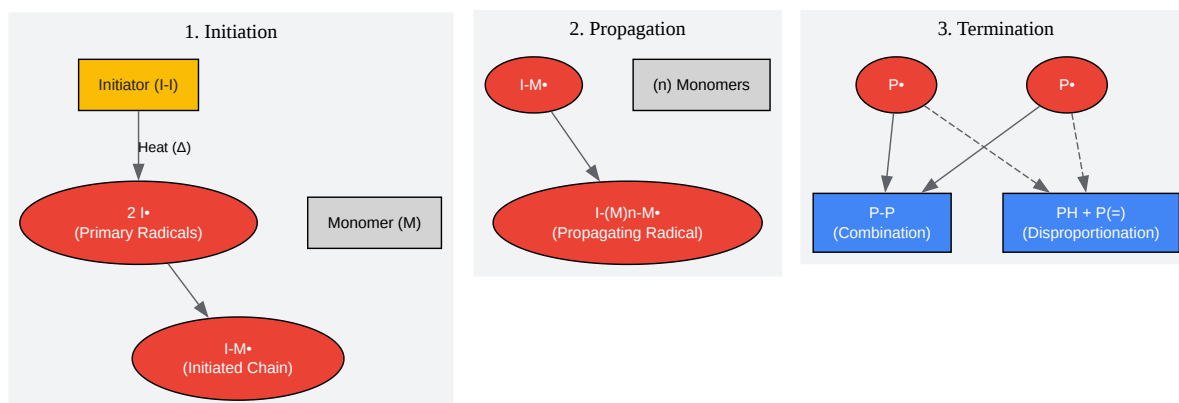 1. Initiation
Initiator (I-I)
Heat (Δ)
2 I•
(Primary Radicals)
Monomer (M)
I-M•
(Initiated Chain)
2. Propagation
I-M•
(n) Monomers
I-(M)n-M•
(Propagating Radical)
3. Termination
P•
P•
P-P
(Combination)
PH + P(=)
(Disproportionation)